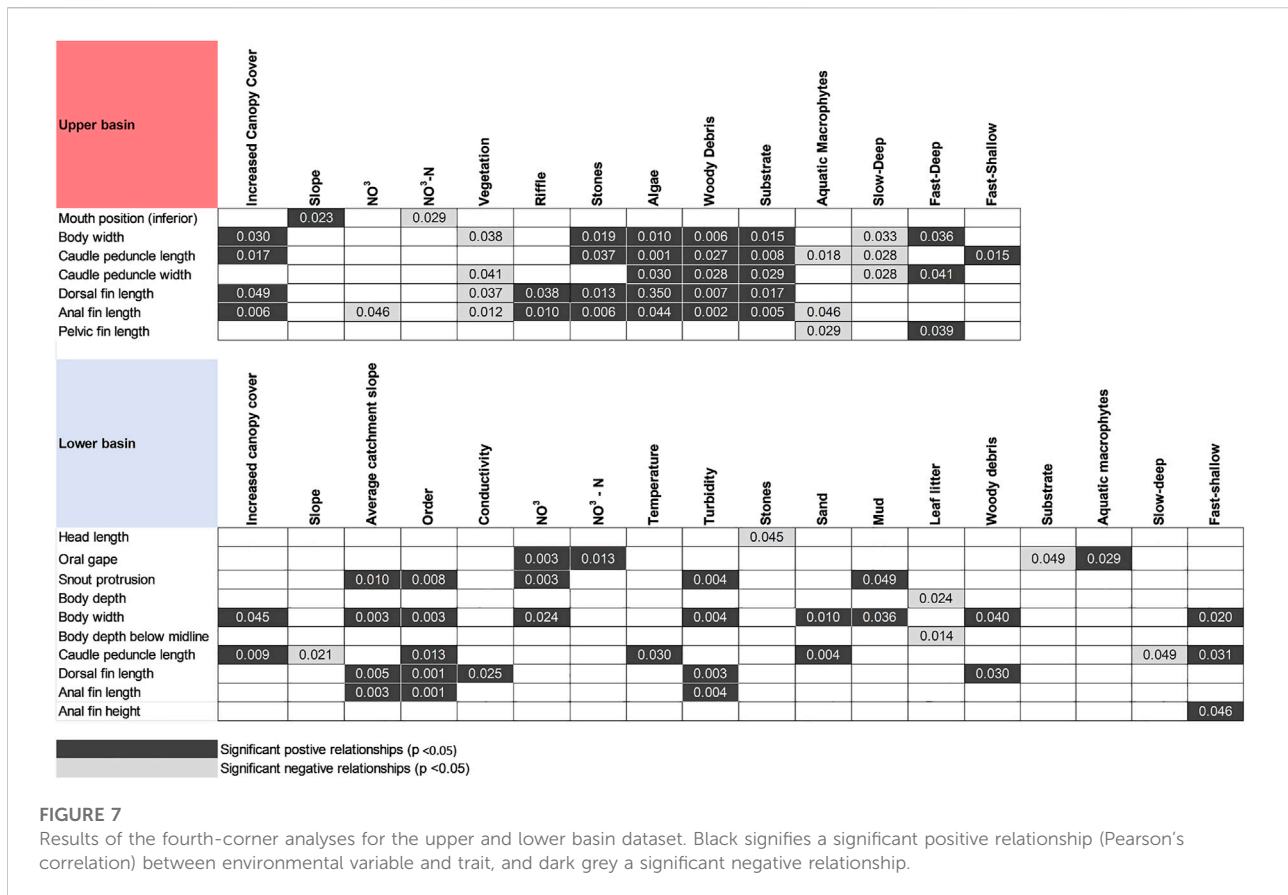 Upper basin
Increased Canopy Cover
Slope
NO³
NO³-N
Vegetation
Riffle
Stones
Algae
Woody Debris
Substrate
Aquatic Macrophytes
Slow-Deep
Fast-Deep
Fast-Shallow
Mouth position (inferior) 0.023 0.029
Body width 0.030 0.038 0.019 0.010 0.006 0.015 0.033 0.036
Caudle peduncle length 0.017 0.037 0.001 0.027 0.008 0.018 0.028 0.015
Caudle peduncle width 0.041 0.030 0.028 0.029 0.028 0.041
Dorsal fin length 0.049 0.037 0.038 0.013 0.350 0.007 0.017
Anal fin length 0.006 0.046 0.012 0.010 0.006 0.044 0.002 0.005 0.046
Pelvic fin length 0.029 0.039
Lower basin
Increased canopy cover
Slope
Average catchment slope
Order
Conductivity
NO³
NO³ - N
Temperature
Turbidity
Stones
Sand
Mud
Leaf litter
Woody debris
Substrate
Aquatic macrophytes
Slow-deep
Fast-shallow
Head length 0.045
Oral gape 0.003 0.013 0.049 0.029
Snout protrusion 0.010 0.008 0.003 0.004 0.049
Body depth 0.024
Body width 0.045 0.003 0.003 0.024 0.004 0.010 0.036 0.040 0.020
Body depth below midline 0.014
Caudle peduncle length 0.009 0.021 0.013 0.030 0.004 0.049 0.031
Dorsal fin length 0.005 0.001 0.025 0.003 0.030
Anal fin length 0.003 0.001 0.004
Anal fin height 0.046
Significant postive relationships (p <0.05)
Significant negative relationships (p <0.05)
FIGURE 7
Results of the fourth-corner analyses for the upper and lower basin dataset. Black signifies a significant positive relationship (Pearson's
correlation) between environmental variable and trait, and dark grey a significant negative relationship.